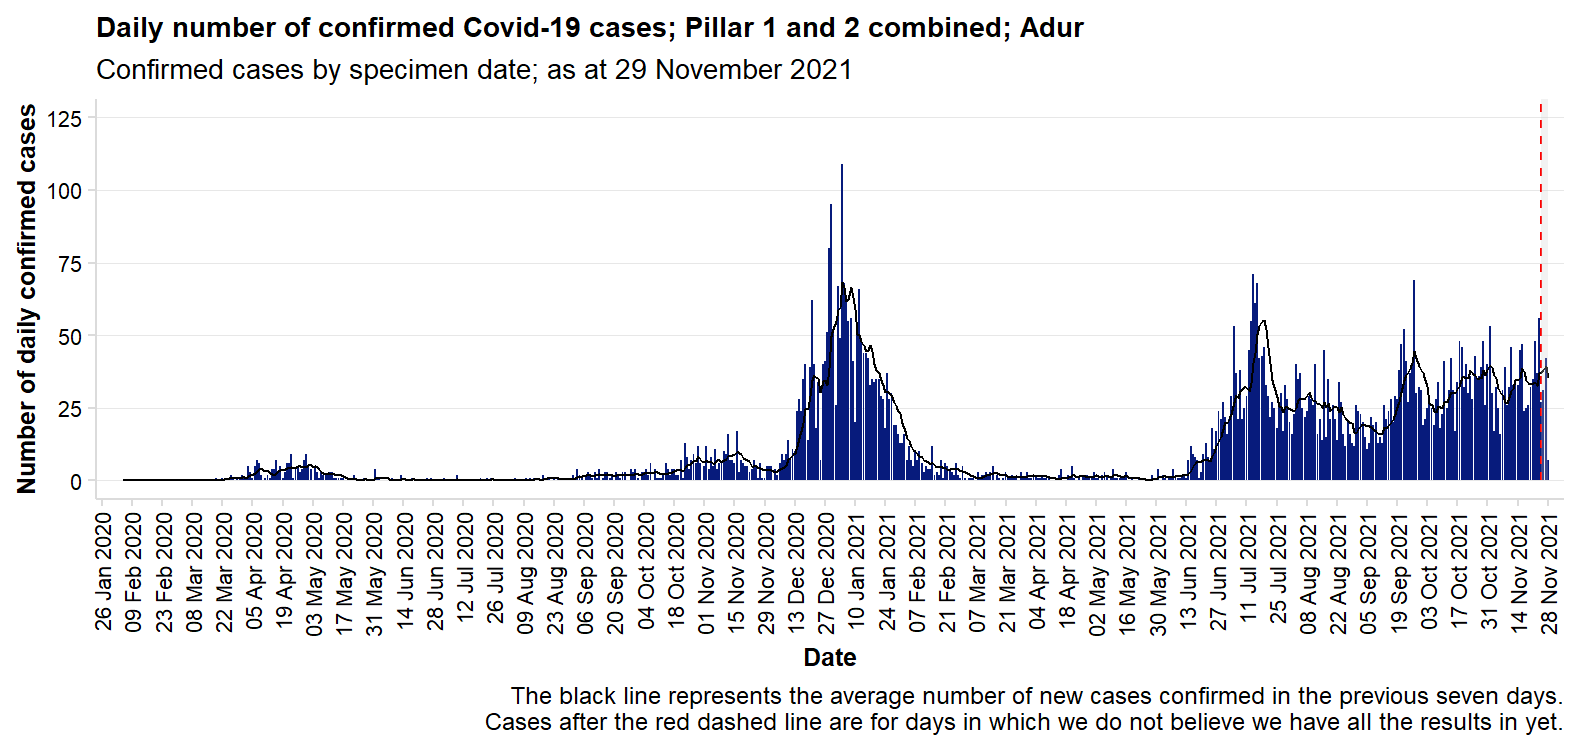 Daily number of confirmed Covid-19 cases; Pillar 1 and 2 combined; Adur
Confirmed cases by specimen date; as at 29 November 2021
Number of daily confirmed cases
125
100
75
50
25
0
26 Jan 2020
09 Feb 2020
23 Feb 2020
08 Mar 2020
22 Mar 2020
05 Apr 2020
19 Apr 2020
03 May 2020
17 May 2020
31 May 2020
14 Jun 2020
28 Jun 2020
12 Jul 2020
26 Jul 2020
09 Aug 2020
23 Aug 2020
06 Sep 2020
20 Sep 2020
04 Oct 2020
18 Oct 2020
01 Nov 2020
15 Nov 2020
29 Nov 2020
13 Dec 2020
27 Dec 2020
10 Jan 2021
24 Jan 2021
07 Feb 2021
21 Feb 2021
07 Mar 2021
21 Mar 2021
04 Apr 2021
18 Apr 2021
02 May 2021
16 May 2021
30 May 2021
13 Jun 2021
27 Jun 2021
11 Jul 2021
25 Jul 2021
08 Aug 2021
22 Aug 2021
05 Sep 2021
19 Sep 2021
03 Oct 2021
17 Oct 2021
31 Oct 2021
14 Nov 2021
28 Nov 2021
Date
The black line represents the average number of new cases confirmed in the previous seven days.
Cases after the red dashed line are for days in which we do not believe we have all the results in yet.